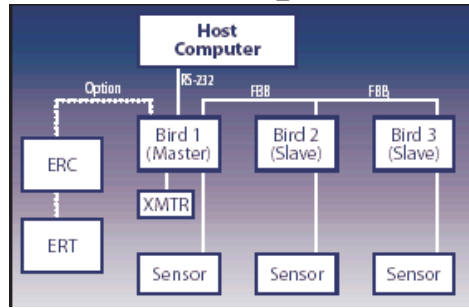 Host
Computer
RS-232
Option
FBB
FBB
Bird 1
(Master)
Bird 2
(Slave)
Bird 3
(Slave)
ERC
XMTR
ERT
Sensor
Sensor
Sensor